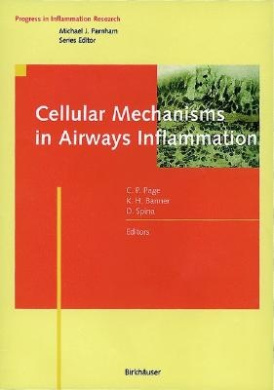 Progress in Inflammation Research
Michael J. Parnham
Series Editor
Cellular Mechanisms
in Airways Inflammation
C. P. Page
K. H. Banner
D. Spina
Editors
Birkhäuser